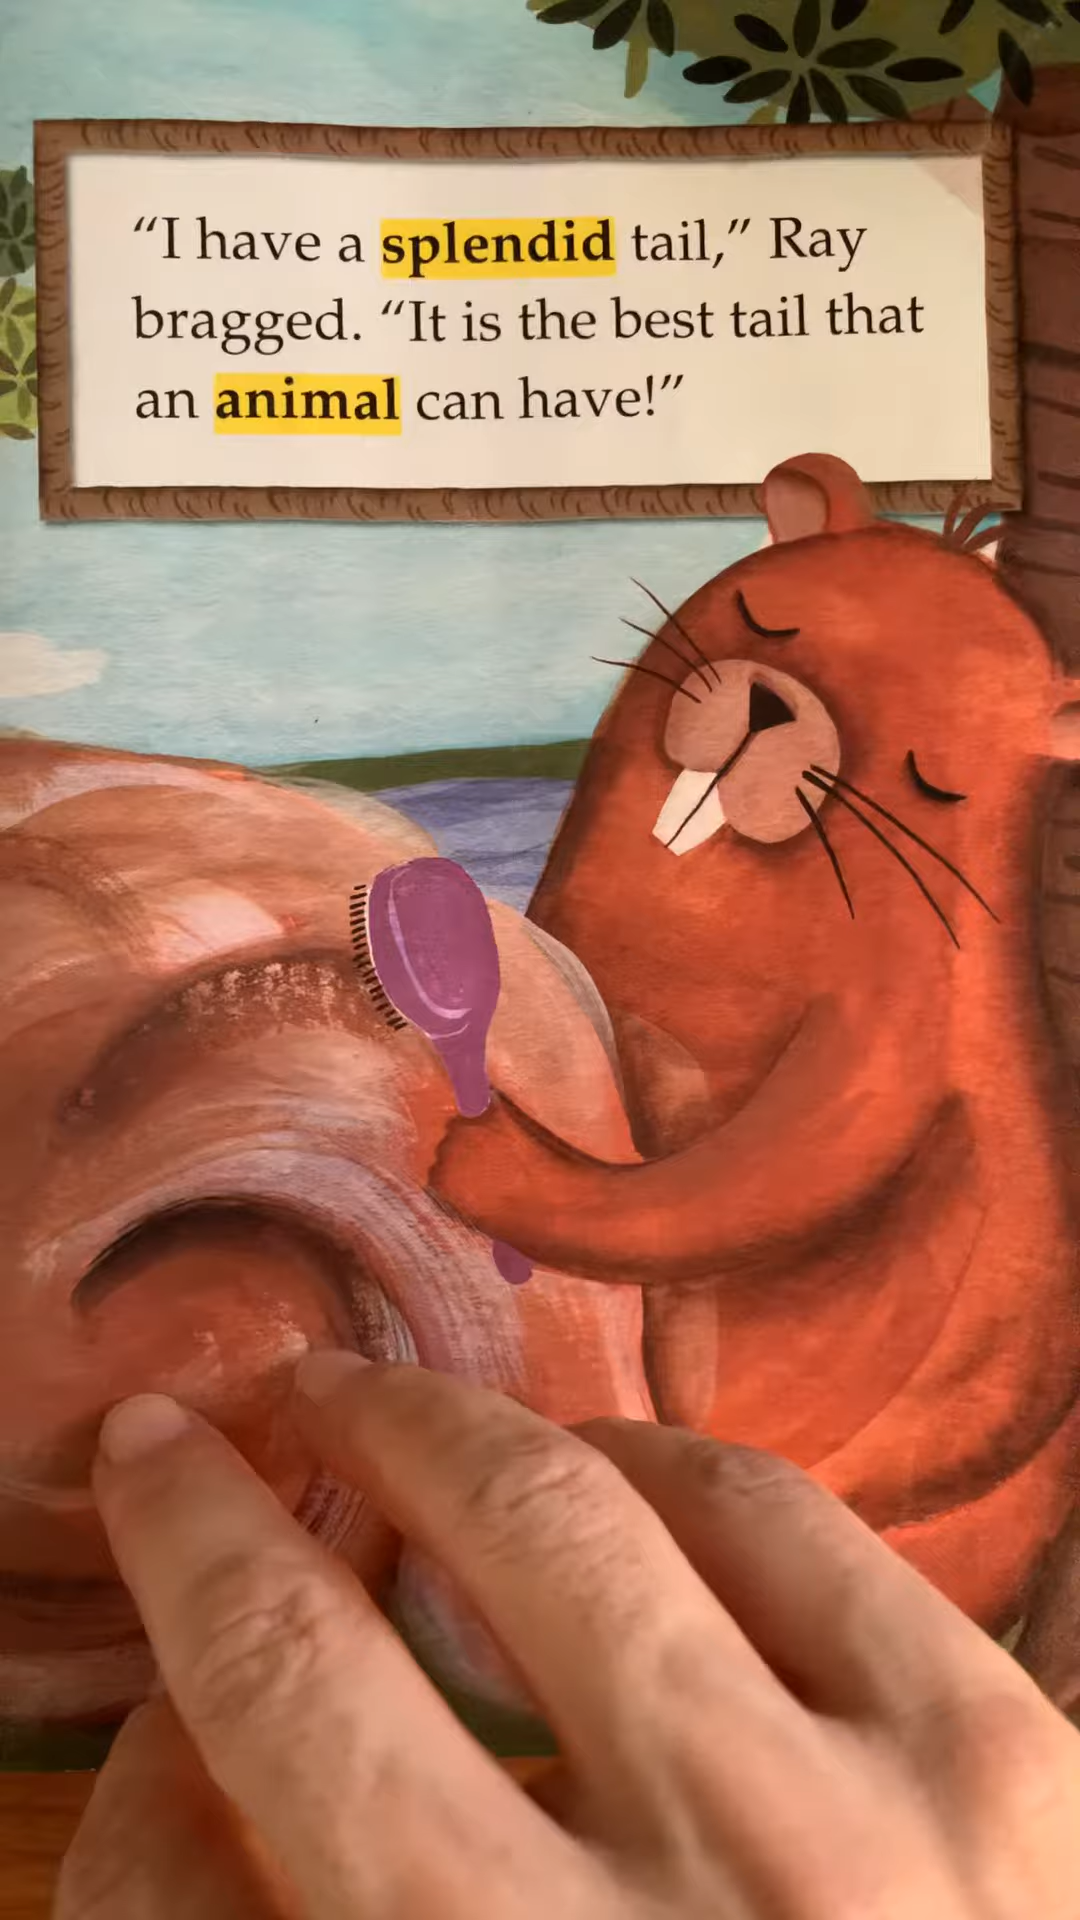 “I have a splendid tail,” Ray
bragged. “It is the best tail that
an animal can have!”